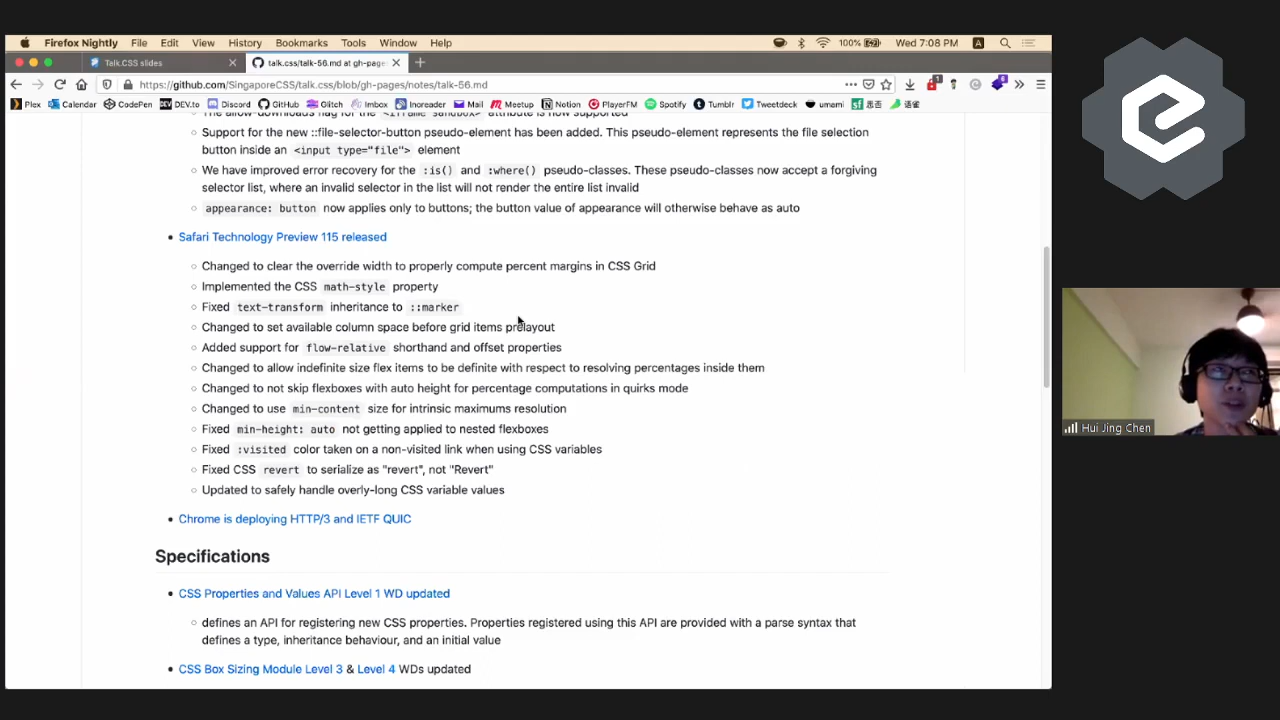 Firefox Nightly File Edit View History Bookmarks Tools Window Help 100% Wed 7:08 PM A
Talk.CSS slides talk.css/talk-56.md at gh-page
https://github.com/SingaporeCSS/talk.css/blob/gh-pages/notes/talk-56.md
Plex Calendar CodePen DEV.to Discord GitHub Glitch Imbox Inoreader Mail Meetup Notion PlayerFM Spotify Tumblr Tweetdeck umami 思否 语雀
The allow-downloads flag for the <iframe sandbox> attribute is now supported
Support for the new ::file-selector-button pseudo-element has been added. This pseudo-element represents the file selection
button inside an <input type="file"> element
We have improved error recovery for the :is() and :where() pseudo-classes. These pseudo-classes now accept a forgiving
selector list, where an invalid selector in the list will not render the entire list invalid
appearance: button now applies only to buttons; the button value of appearance will otherwise behave as auto
Safari Technology Preview 115 released
Changed to clear the override width to properly compute percent margins in CSS Grid
Implemented the CSS math-style property
Fixed text-transform inheritance to ::marker
Changed to set available column space before grid items prelayout
Added support for flow-relative shorthand and offset properties
Changed to allow indefinite size flex items to be definite with respect to resolving percentages inside them
Changed to not skip flexboxes with auto height for percentage computations in quirks mode
Changed to use min-content size for intrinsic maximums resolution
Fixed min-height: auto not getting applied to nested flexboxes
Fixed :visited color taken on a non-visited link when using CSS variables
Fixed CSS revert to serialize as "revert", not "Revert"
Updated to safely handle overly-long CSS variable values
Chrome is deploying HTTP/3 and IETF QUIC
Specifications
CSS Properties and Values API Level 1 WD updated
defines an API for registering new CSS properties. Properties registered using this API are provided with a parse syntax that
defines a type, inheritance behaviour, and an initial value
CSS Box Sizing Module Level 3 & Level 4 WDs updated
Hui Jing Chen